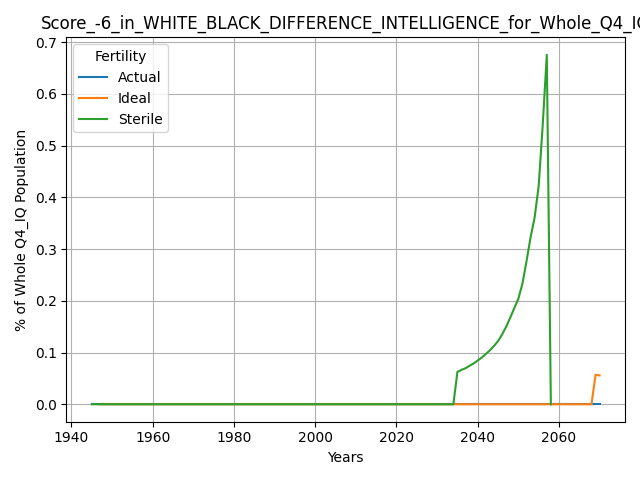 Score_-6_in_WHITE_BLACK_DIFFERENCE_INTELLIGENCE_for_Whole_Q4_IQ
0.7
0.6
0.5
0.4
0.3
0.2
0.1
0.0
% of Whole Q4_IQ Population
Fertility
Actual
Ideal
Sterile
1940 1960 1980 2000 2020 2040 2060
Years